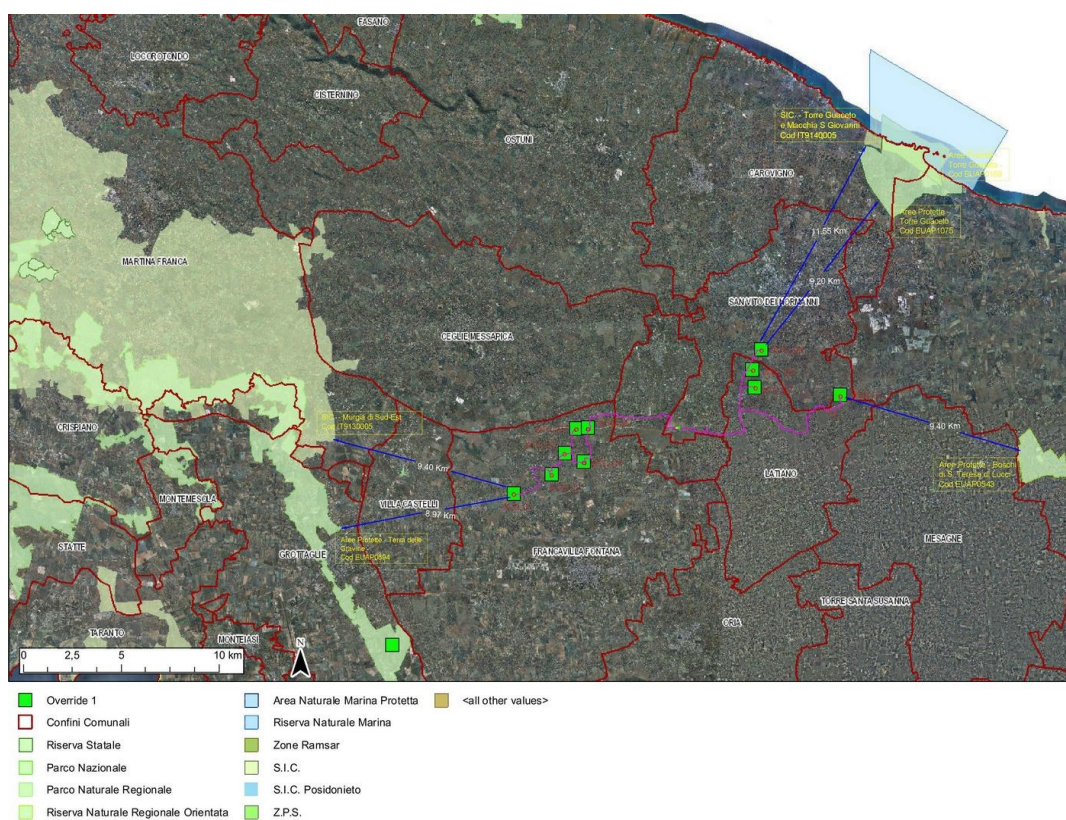 FASANO
LOCOROTONDO
CISTERNINO
OSTUNI
SIC. - Torre Guaceto
e Macchia S Giovanni
Cod IT9140005
CAROVIGNO
Aree Protette
Torre Guaceto
Cod EUAP1075
11.55 Km
9.20 Km
MARTINA FRANCA
SAN VITO DEI NORMANNI
CEGLIE MESSAPICA
SIC. - Murgia di Sud-Est
Cod IT9130005
CRISPIANO
9.40 Km
9.40 Km
LATIANO
Aree Protette - Boschi
di S. Teresa e Lucci
Cod EUAP0543
MONTEMESOLA
VILLA CASTELLI
8.97 Km
STATTE
GROTTAGLIE
Aree Protette - Terra delle
Gravine
Cod EUAP0894
FRANCAVILLA FONTANA
MESAGNE
TORRE SANTA SUSANNA
ORIA
TARANTO
MONTEIASI
N
0 2,5 5 10 km
Override 1
Confini Comunali
Riserva Statale
Parco Nazionale
Parco Naturale Regionale
Riserva Naturale Regionale Orientata
Area Naturale Marina Protetta
Riserva Naturale Marina
Zone Ramsar
S.I.C.
S.I.C. Posidonieto
Z.P.S.
<all other values>